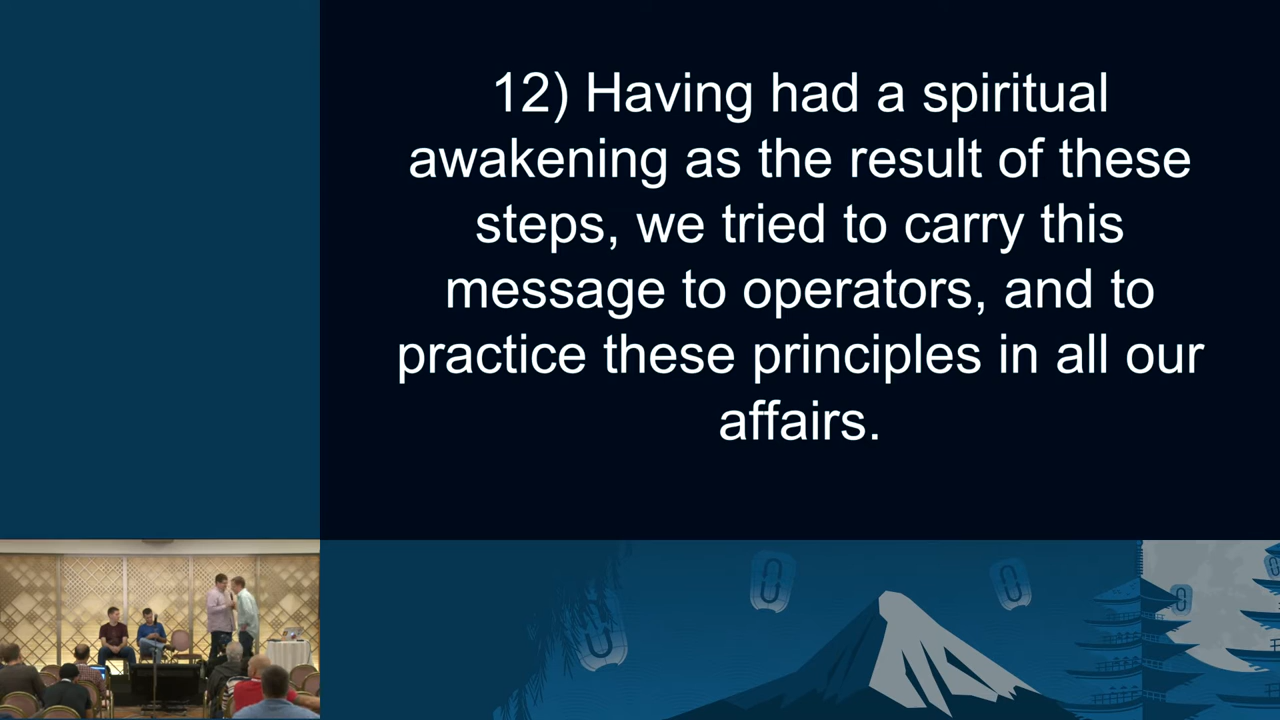 12) Having had a spiritual
awakening as the result of these
steps, we tried to carry this
message to operators, and to
practice these principles in all our
affairs.